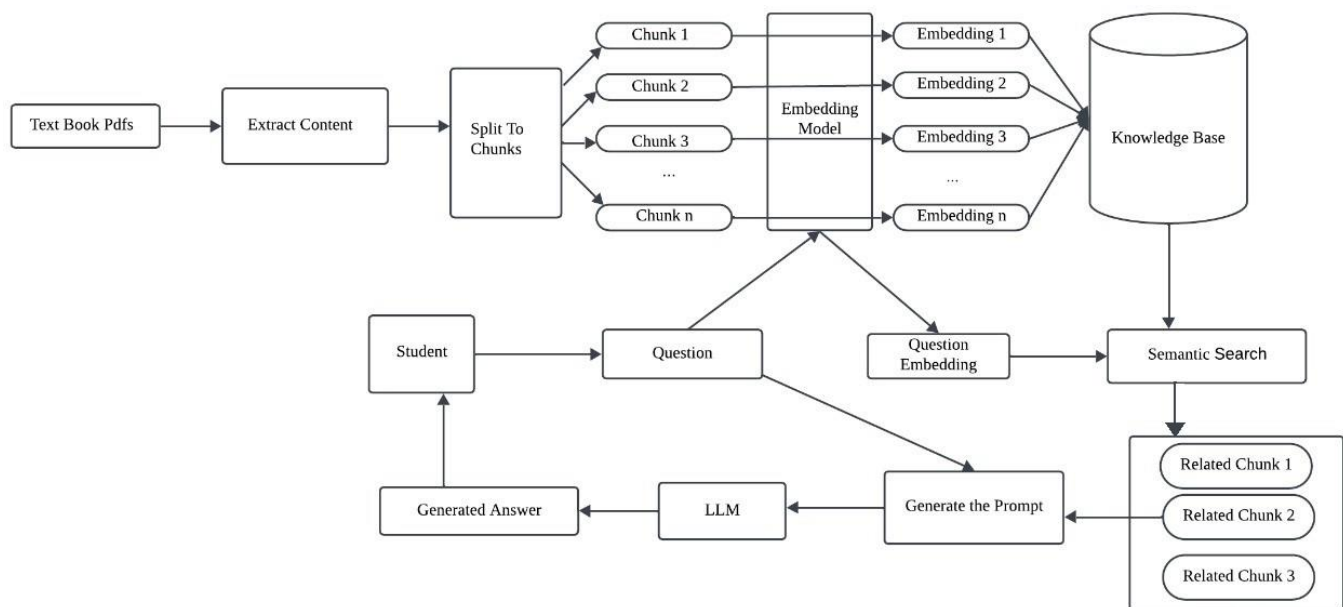 Text Book Pdfs
Extract Content
Split To
Chunks
Chunk 1
Chunk 2
Chunk 3
...
Chunk n
Embedding
Model
Embedding 1
Embedding 2
Embedding 3
...
Embedding n
Knowledge Base
Student
Question
Question
Embedding
Semantic Search
Related Chunk 1
Related Chunk 2
Related Chunk 3
Generate the Prompt
LLM
Generated Answer